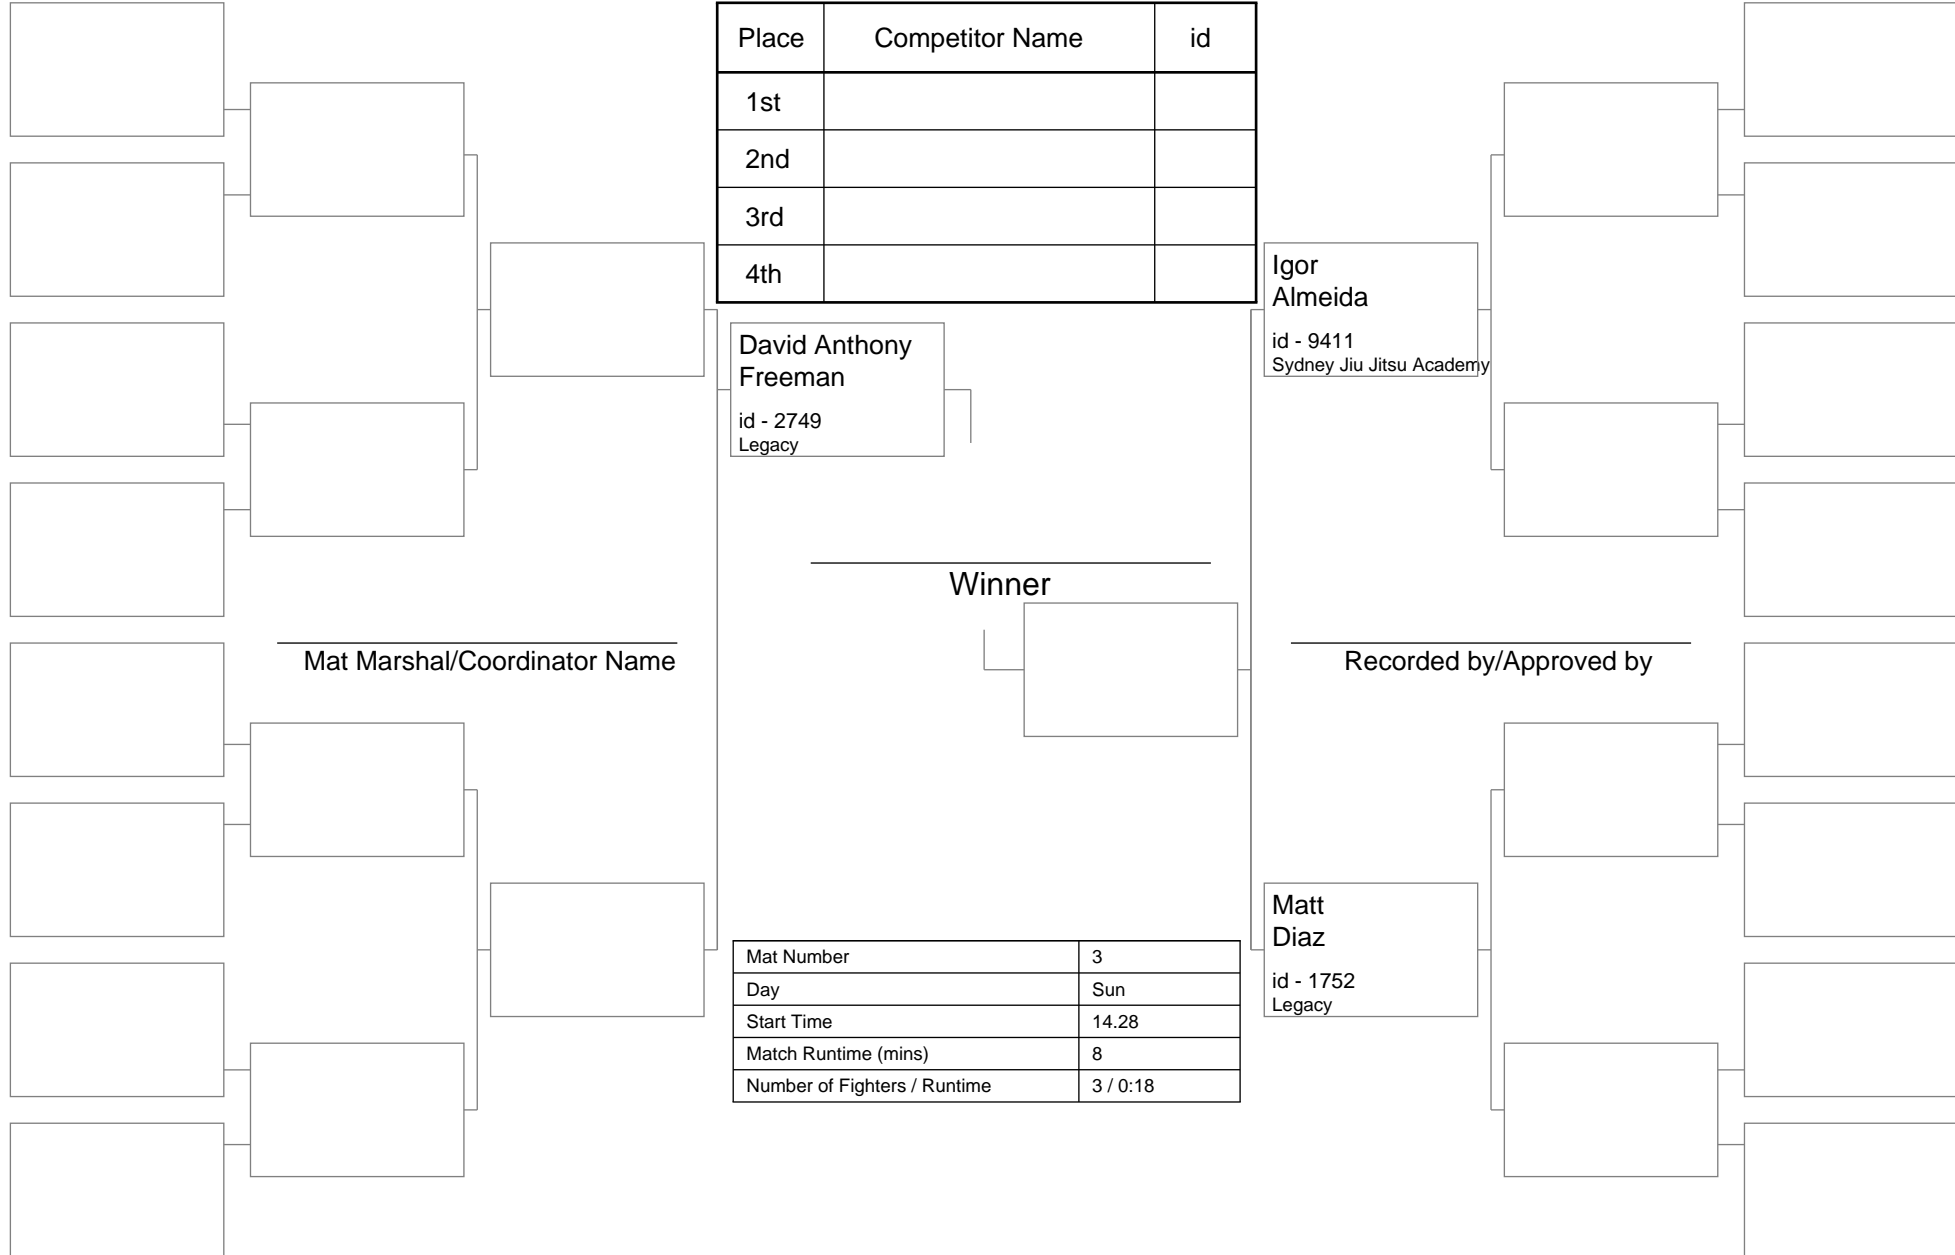 Place Competitor Name id
1st
2nd
3rd
4th
Igor
Almeida
id - 9411
Sydney Jiu Jitsu Academy
David Anthony
Freeman
id - 2749
Legacy
Winner
Mat Marshal/Coordinator Name
Recorded by/Approved by
Matt
Diaz
id - 1752
Legacy
Mat Number 3
Day Sun
Start Time 14.28
Match Runtime (mins) 8
Number of Fighters / Runtime 3 / 0:18